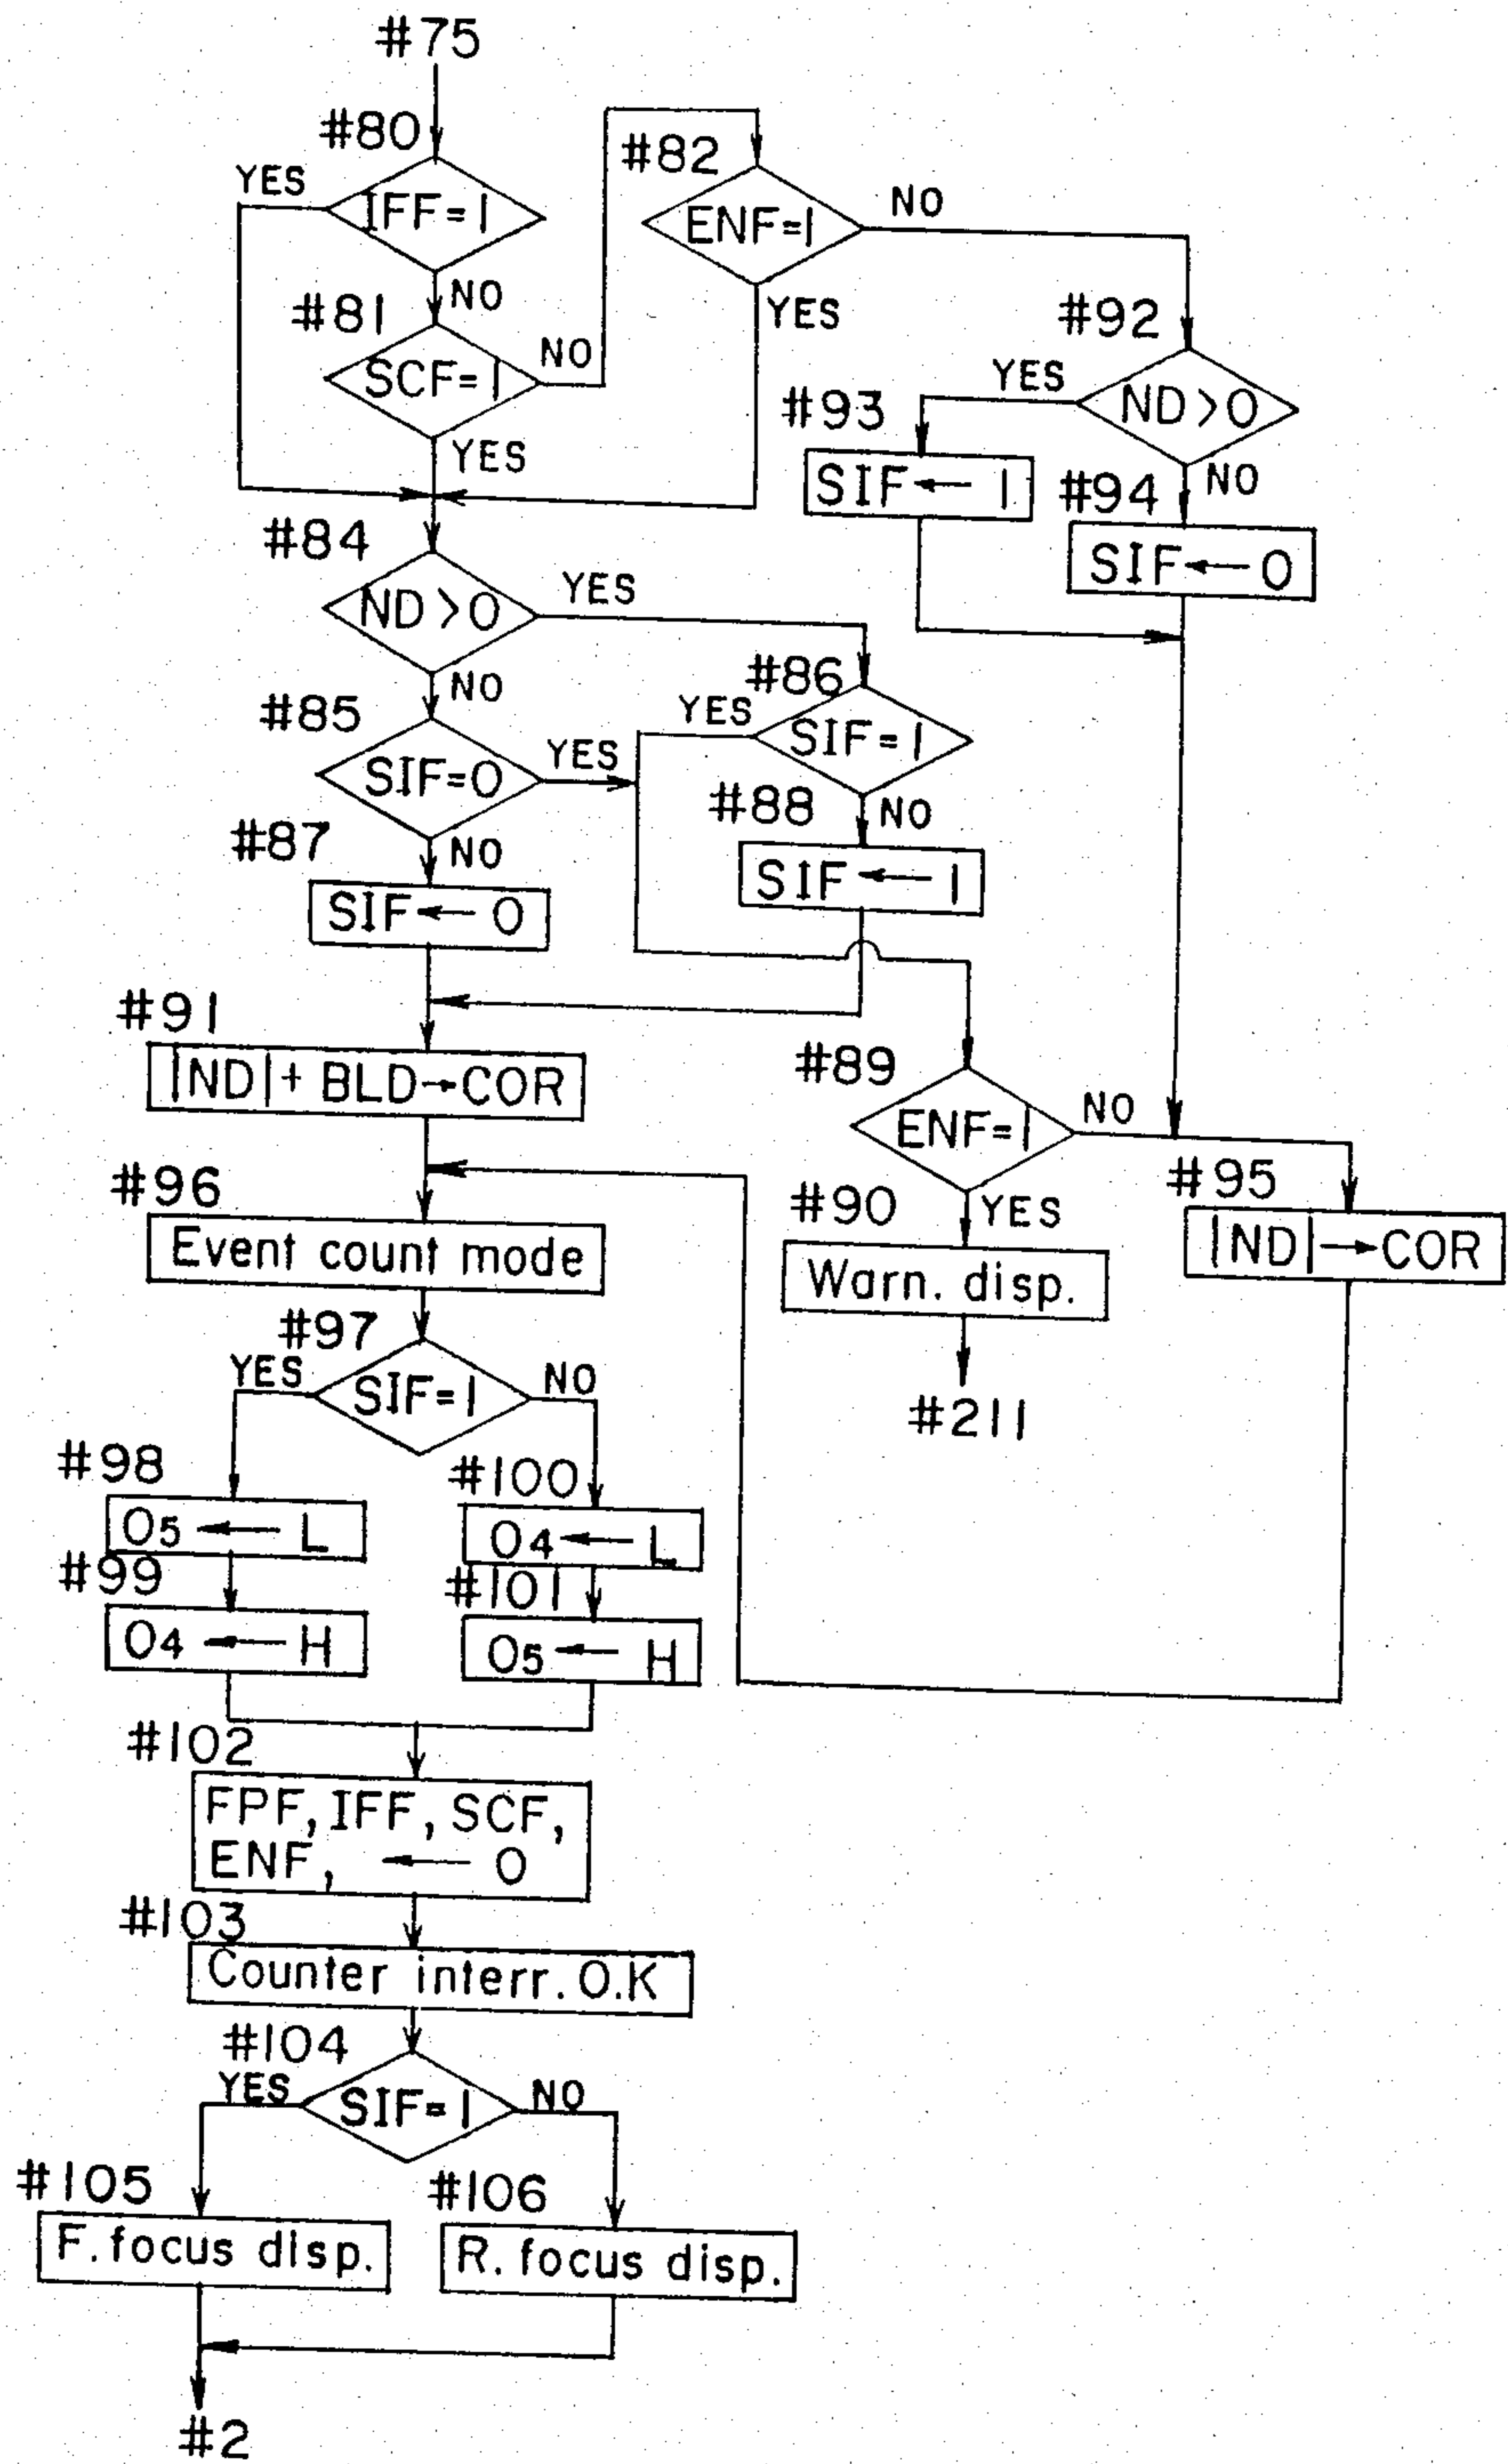 #75
#80
YES
IFF=1
NO
#81
SCF=1
NO
YES
#82
ENF=1
NO
YES
#92
ND>0
YES
NO
#93
SIF←1
#94
SIF←0
#84
ND>0
YES
NO
#85
SIF=0
YES
NO
#86
YES
SIF=1
NO
#87
SIF←0
#88
SIF←1
#91
|ND|+BLD→COR
#89
ENF=1
NO
YES
#90
Warn. disp.
#211
#95
|ND|→COR
#96
Event count mode
#97
YES
SIF=1
NO
#98
O5←L
#99
O4←H
#100
O4←L
#101
O5←H
#102
FPF, IFF, SCF,
ENF, ←0
#103
Counter interr. O.K
#104
YES
SIF=1
NO
#105
F. focus disp.
#106
R. focus disp.
#2